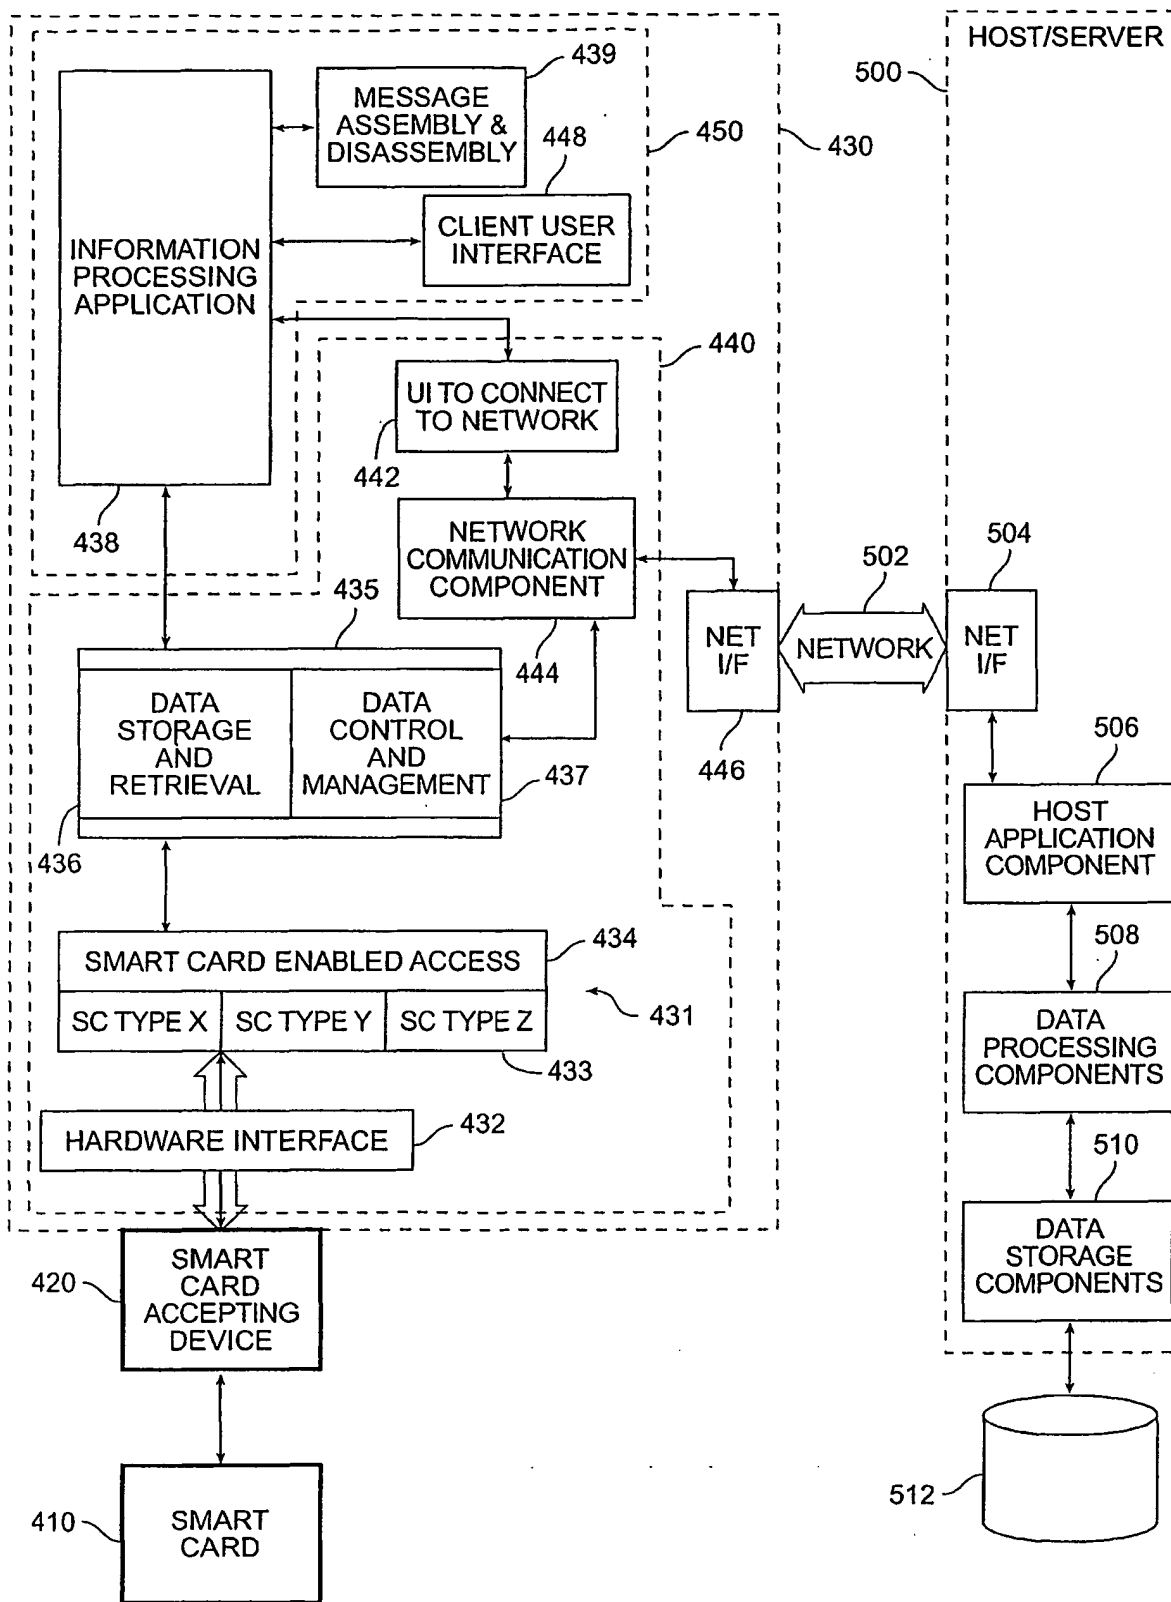 HOST/SERVER
500
439
MESSAGE
ASSEMBLY &
DISASSEMBLY
450
430
448
CLIENT USER
INTERFACE
INFORMATION
PROCESSING
APPLICATION
438
440
UI TO CONNECT
TO NETWORK
442
NETWORK
COMMUNICATION
COMPONENT
444
435
DATA
STORAGE
AND
RETRIEVAL
DATA
CONTROL
AND
MANAGEMENT
436
437
NET
I/F
446
502
NETWORK
504
NET
I/F
506
HOST
APPLICATION
COMPONENT
508
DATA
PROCESSING
COMPONENTS
510
DATA
STORAGE
COMPONENTS
512
SMART CARD ENABLED ACCESS
434
SC TYPE X
SC TYPE Y
SC TYPE Z
431
433
HARDWARE INTERFACE
432
SMART
CARD
ACCEPTING
DEVICE
420
SMART
CARD
410